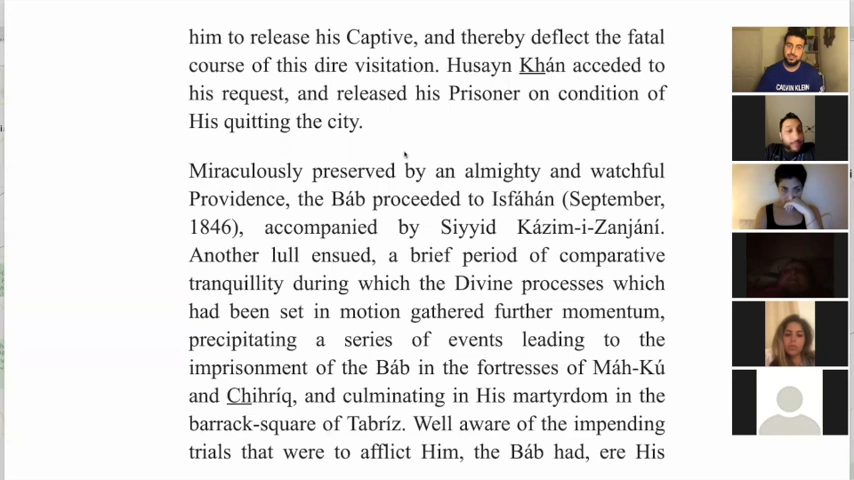 him to release his Captive, and thereby deflect the fatal
course of this dire visitation. Husayn Khán acceded to
his request, and released his Prisoner on condition of
His quitting the city.
Miraculously preserved by an almighty and watchful
Providence, the Báb proceeded to Isfáhán (September,
1846), accompanied by Siyyid Kázim-i-Zanjání.
Another lull ensued, a brief period of comparative
tranquillity during which the Divine processes which
had been set in motion gathered further momentum,
precipitating a series of events leading to the
imprisonment of the Báb in the fortresses of Máh-Kú
and Chihríq, and culminating in His martyrdom in the
barrack-square of Tabríz. Well aware of the impending
trials that were to afflict Him, the Báb had, ere His
CALVIN KLEIN